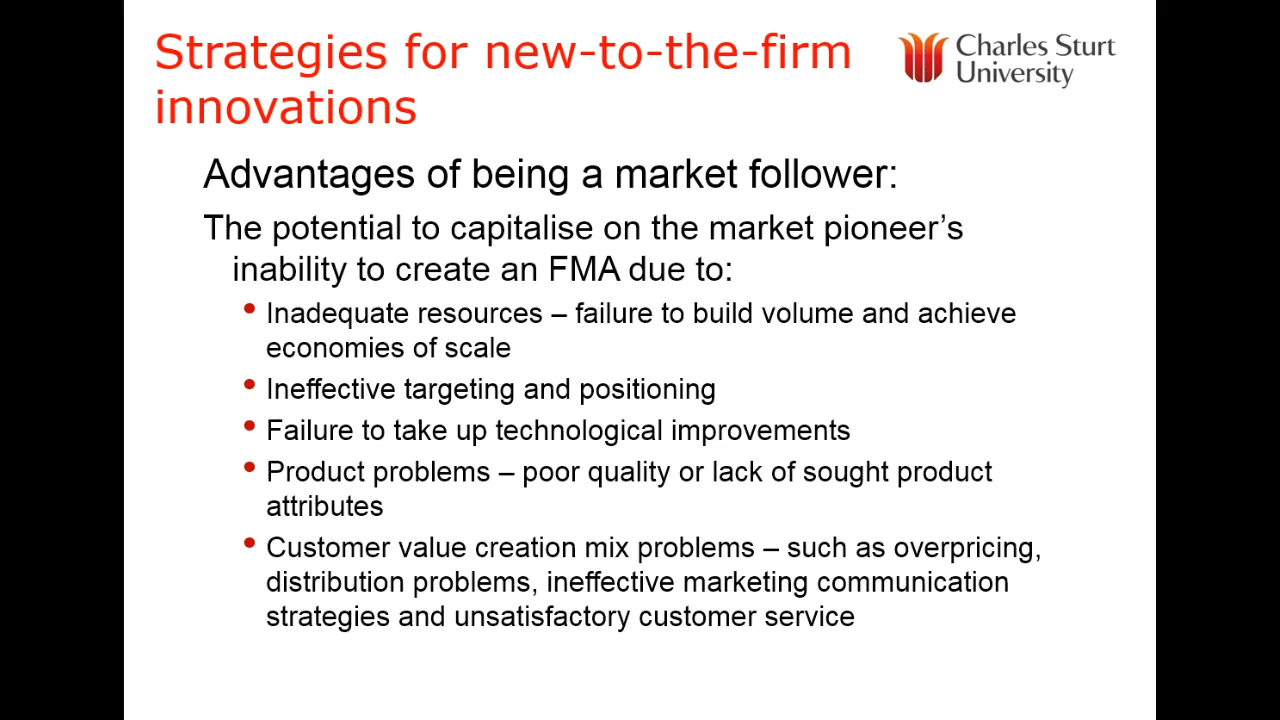 Strategies for new-to-the-firm
innovations
Charles Sturt
University
Advantages of being a market follower:
The potential to capitalise on the market pioneer’s
inability to create an FMA due to:
• Inadequate resources – failure to build volume and achieve
economies of scale
• Ineffective targeting and positioning
• Failure to take up technological improvements
• Product problems – poor quality or lack of sought product
attributes
• Customer value creation mix problems – such as overpricing,
distribution problems, ineffective marketing communication
strategies and unsatisfactory customer service